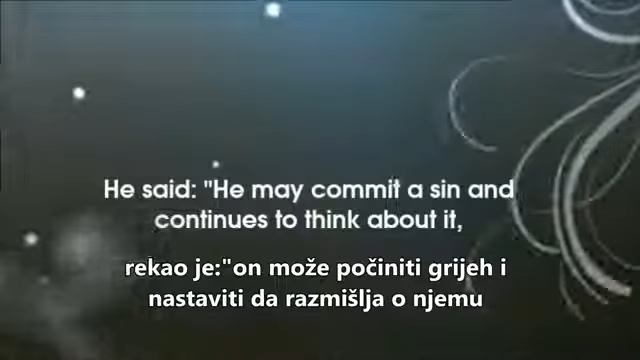 He said: "He may commit a sin and
continues to think about it,
rekao je:"on može počiniti grijeh i
nastaviti da razmišlja o njemu